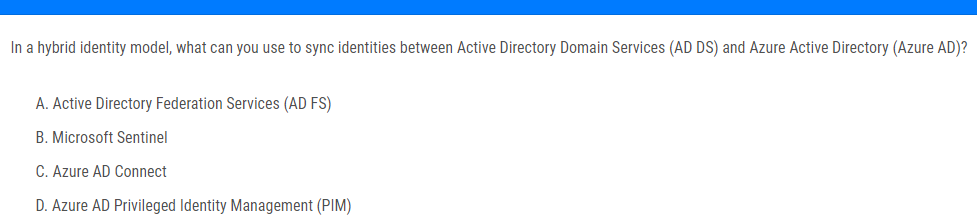 In a hybrid identity model, what can you use to sync identities between Active Directory Domain Services (AD DS) and Azure Active Directory (Azure AD)?
A. Active Directory Federation Services (AD FS)
B. Microsoft Sentinel
C. Azure AD Connect
D. Azure AD Privileged Identity Management (PIM)